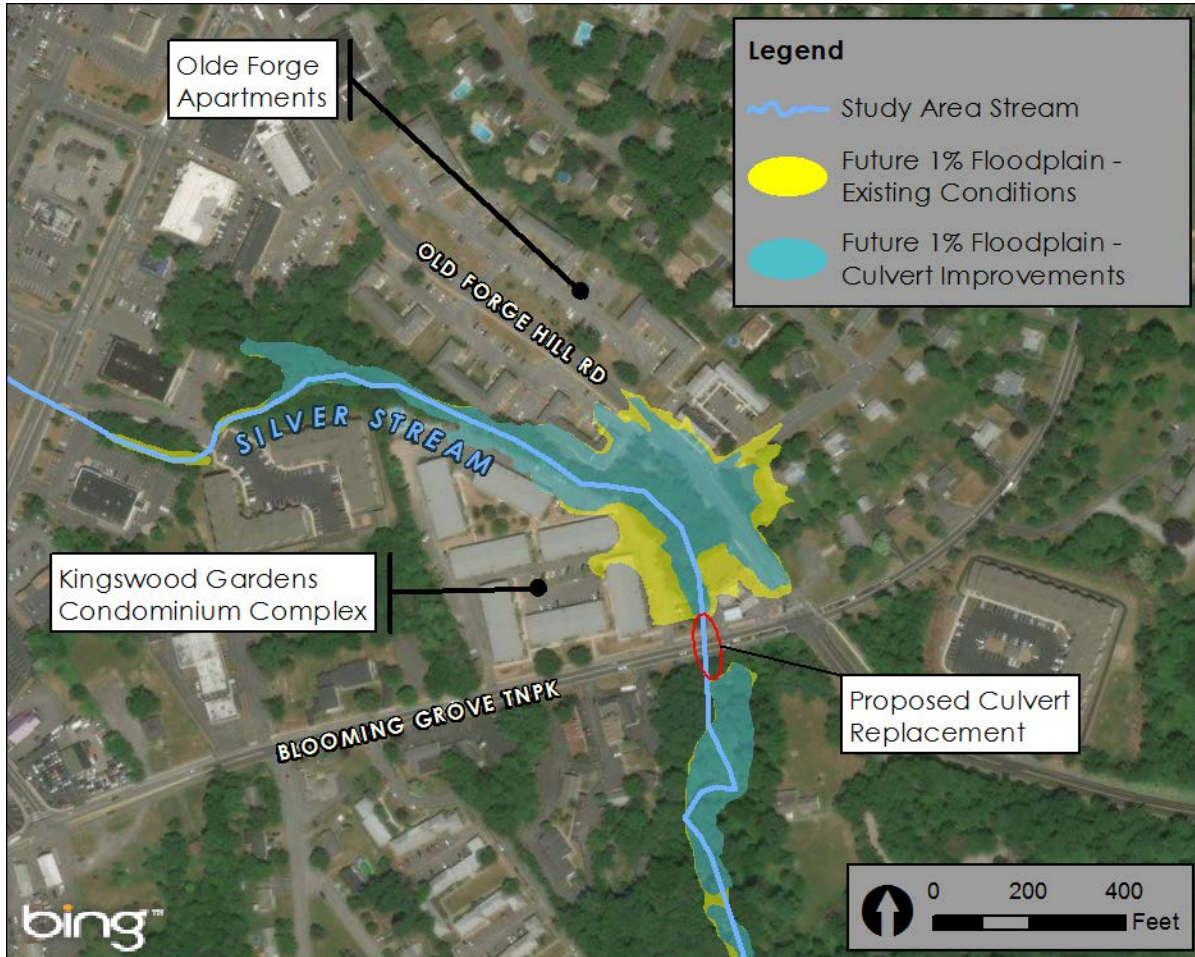 Olde Forge
Apartments
Legend
Study Area Stream
Future 1% Floodplain -
Existing Conditions
Future 1% Floodplain -
Culvert Improvements
OLD FORGE HILL RD
SILVER STREAM
Kingswood Gardens
Condominium Complex
BLOOMING GROVE TNPK
Proposed Culvert
Replacement
bing™
0 200 400
Feet